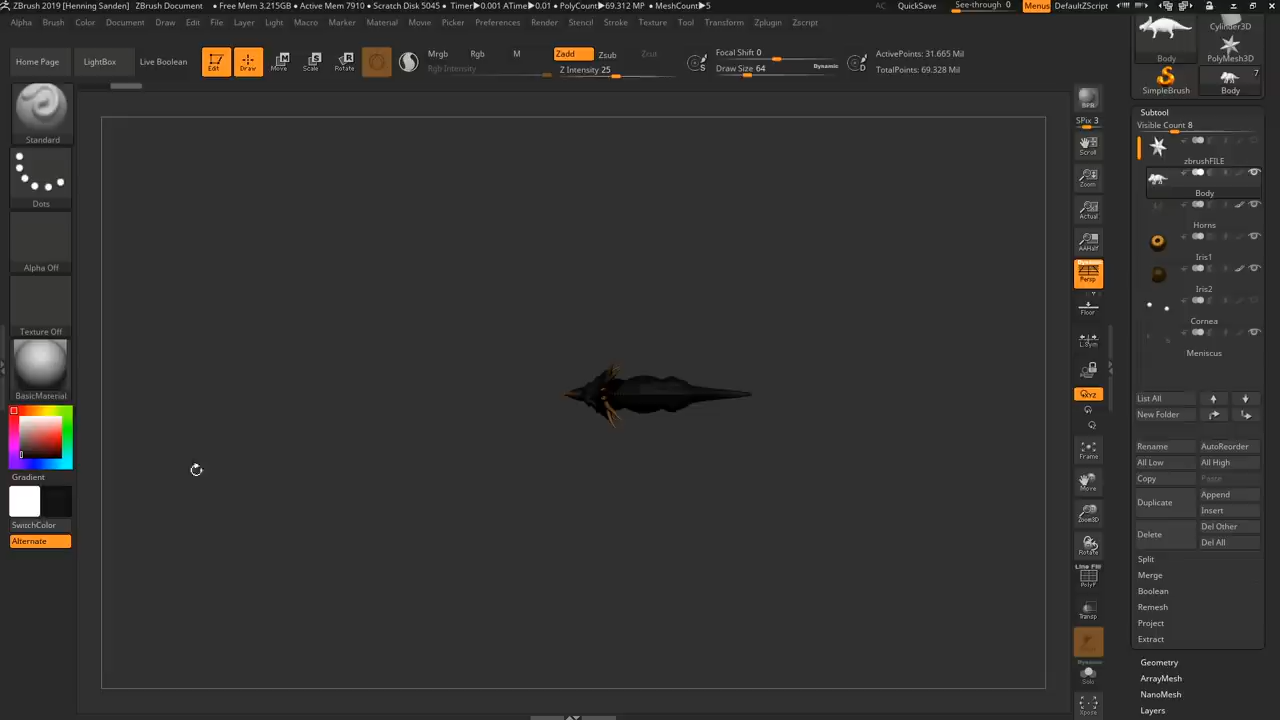 ZBrush 2019 [Henning Sanden] ZBrush Document • Free Mem 3.215GB • Active Mem 7910 • Scratch Disk 5045 • Timer▶0.001 ATime▶0.01 • PolyCount▶69.312 MP • MeshCount▶5
AC QuickSave See-through 0 Menus DefaultZScript
Alpha Brush Color Document Draw Edit File Layer Light Macro Marker Material Movie Picker Preferences Render Stencil Stroke Texture Tool Transform Zplugin Zscript
Home Page
LightBox
Live Boolean
Edit
Draw
Move
Scale
Rotate
Mrgb Rgb M
Rgb Intensity
Zadd Zsub Zcut
Z Intensity 25
Focal Shift 0
Draw Size 64
Dynamic
S
D
ActivePoints: 31.665 Mil
TotalPoints: 69.328 Mil
Standard
Dots
Alpha Off
Texture Off
BasicMaterial
Gradient
SwitchColor
Alternate
BPR
SPix 3
Scroll
Zoom
Actual
AAHalf
Dynamic
Persp
Floor
L.Sym
XYZ
Frame
Move
Zoom3D
Rotate
Line Fill
PolyF
Transp
Dynamic
Solo
Xpose
Body
Cylinder3D
PolyMesh3D
SimpleBrush
7
Body
Subtool
Visible Count 8
zbrushFILE
Body
Horns
Iris1
Iris2
Cornea
Meniscus
List All
New Folder
Rename AutoReorder
All Low All High
Copy Paste
Duplicate Append
Insert
Delete Del Other
Del All
Split
Merge
Boolean
Remesh
Project
Extract
Geometry
ArrayMesh
NanoMesh
Layers